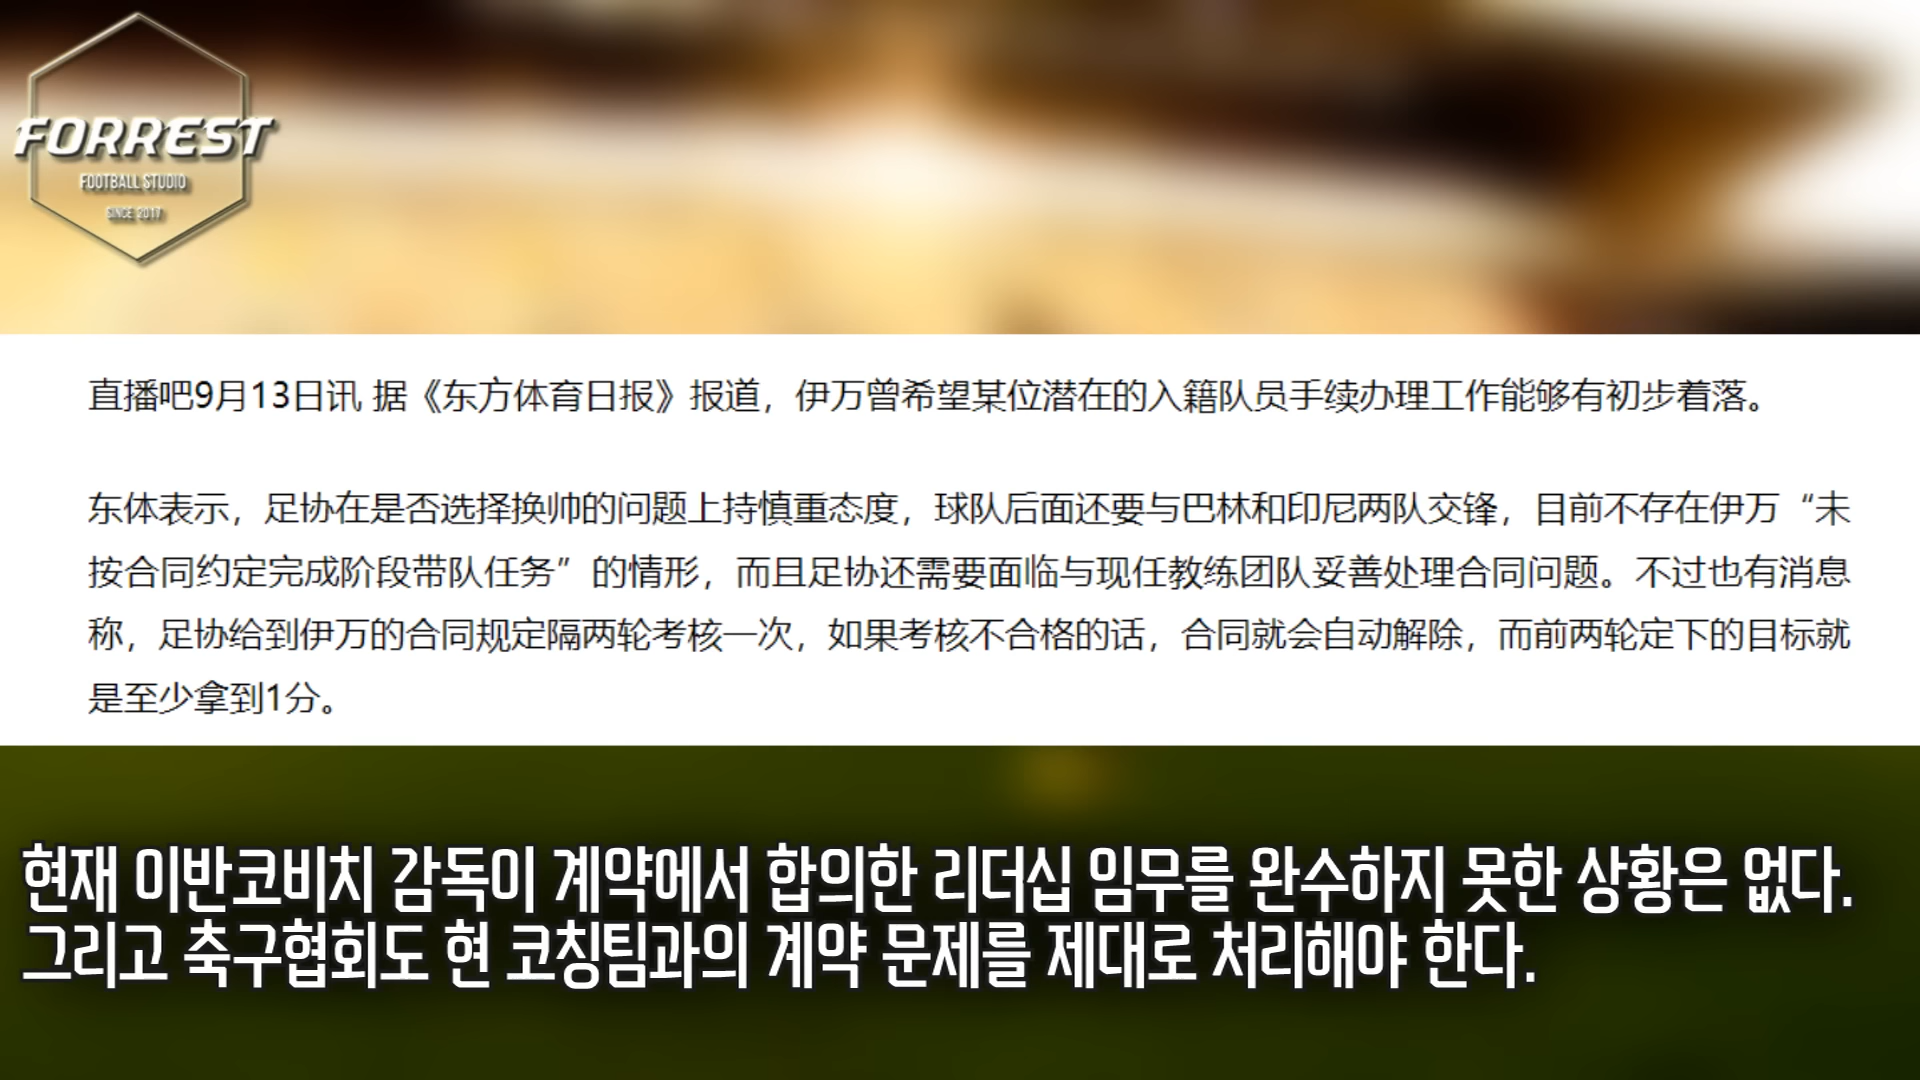 FORREST
FOOTBALL STUDIO
SINCE 2017
直播吧9月13日讯 据《东方体育日报》报道，伊万曾希望某位潜在的入籍队员手续办理工作能够有初步着落。
东体表示，足协在是否选择换帅的问题上持慎重态度，球队后面还要与巴林和印尼两队交锋，目前不存在伊万“未
按合同约定完成阶段带队任务”的情形，而且足协还需要面临与现任教练团队妥善处理合同问题。不过也有消息
称，足协给到伊万的合同规定隔两轮考核一次，如果考核不合格的话，合同就会自动解除，而前两轮定下的目标就
是至少拿到1分。
현재 이반코비치 감독이 계약에서 합의한 리더십 임무를 완수하지 못한 상황은 없다.
그리고 축구협회도 현 코칭팀과의 계약 문제를 제대로 처리해야 한다.